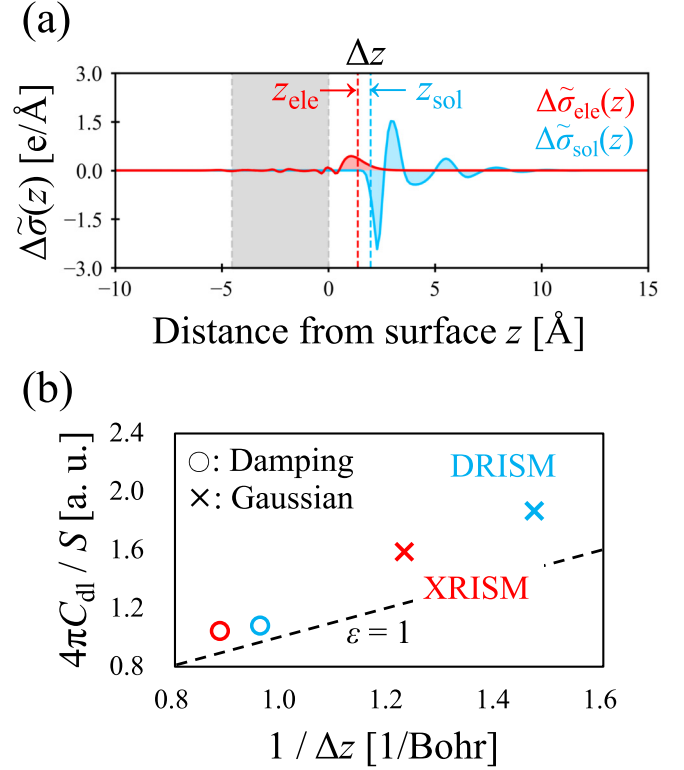 (a)
Δz
z_ele
z_sol
Δσ̃_ele(z)
Δσ̃_sol(z)
3.0
1.5
0.0
−1.5
−3.0
Δσ̃(z) [e/Å]
−10
−5
0
5
10
15
Distance from surface z [Å]
(b)
2.4
2.0
1.6
1.2
0.8
4πC_dl / S [a. u.]
○: Damping
×: Gaussian
DRISM
XRISM
ε = 1
0.8
1.0
1.2
1.4
1.6
1 / Δz [1/Bohr]